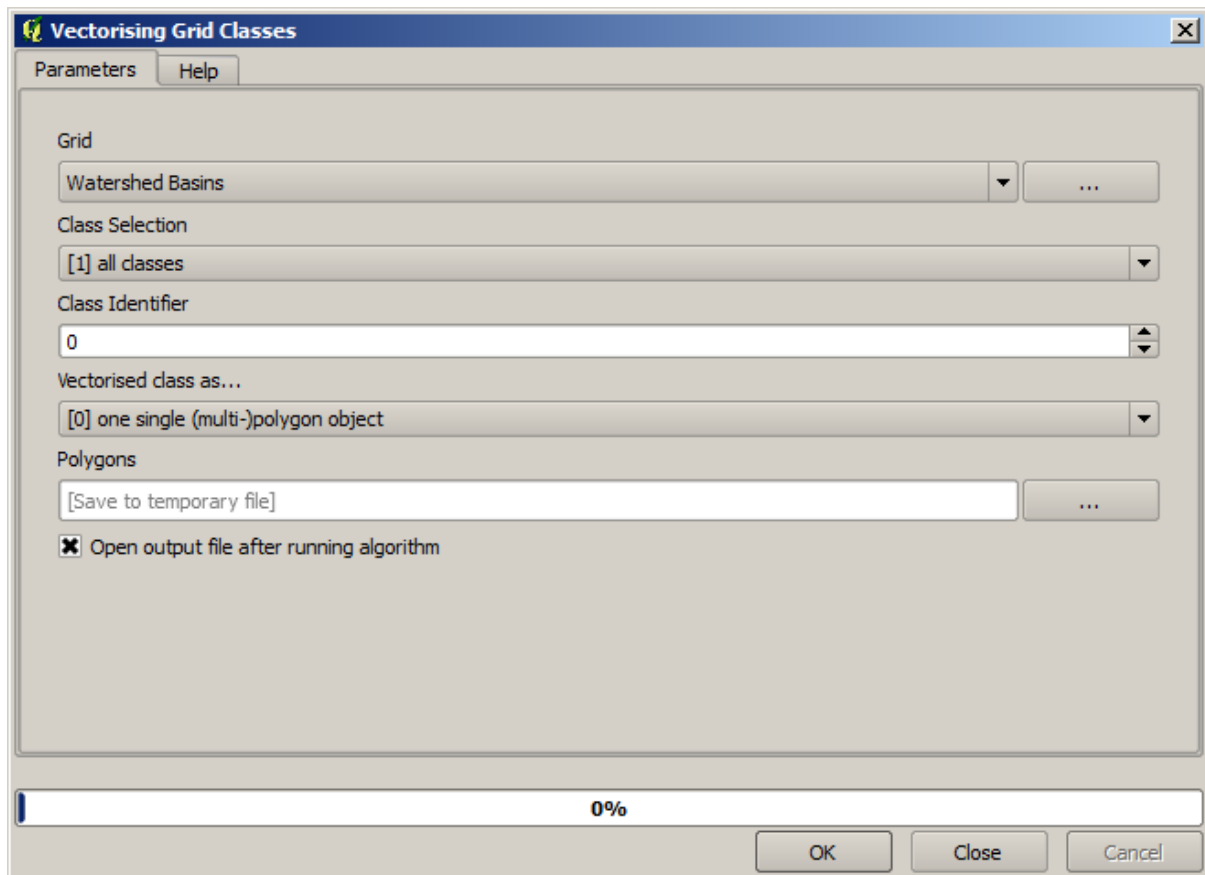 Vectorising Grid Classes
Parameters Help
Grid
Watershed Basins ...
Class Selection
[1] all classes
Class Identifier
0
Vectorised class as...
[0] one single (multi-)polygon object
Polygons
[Save to temporary file] ...
Open output file after running algorithm
0%
OK Close Cancel